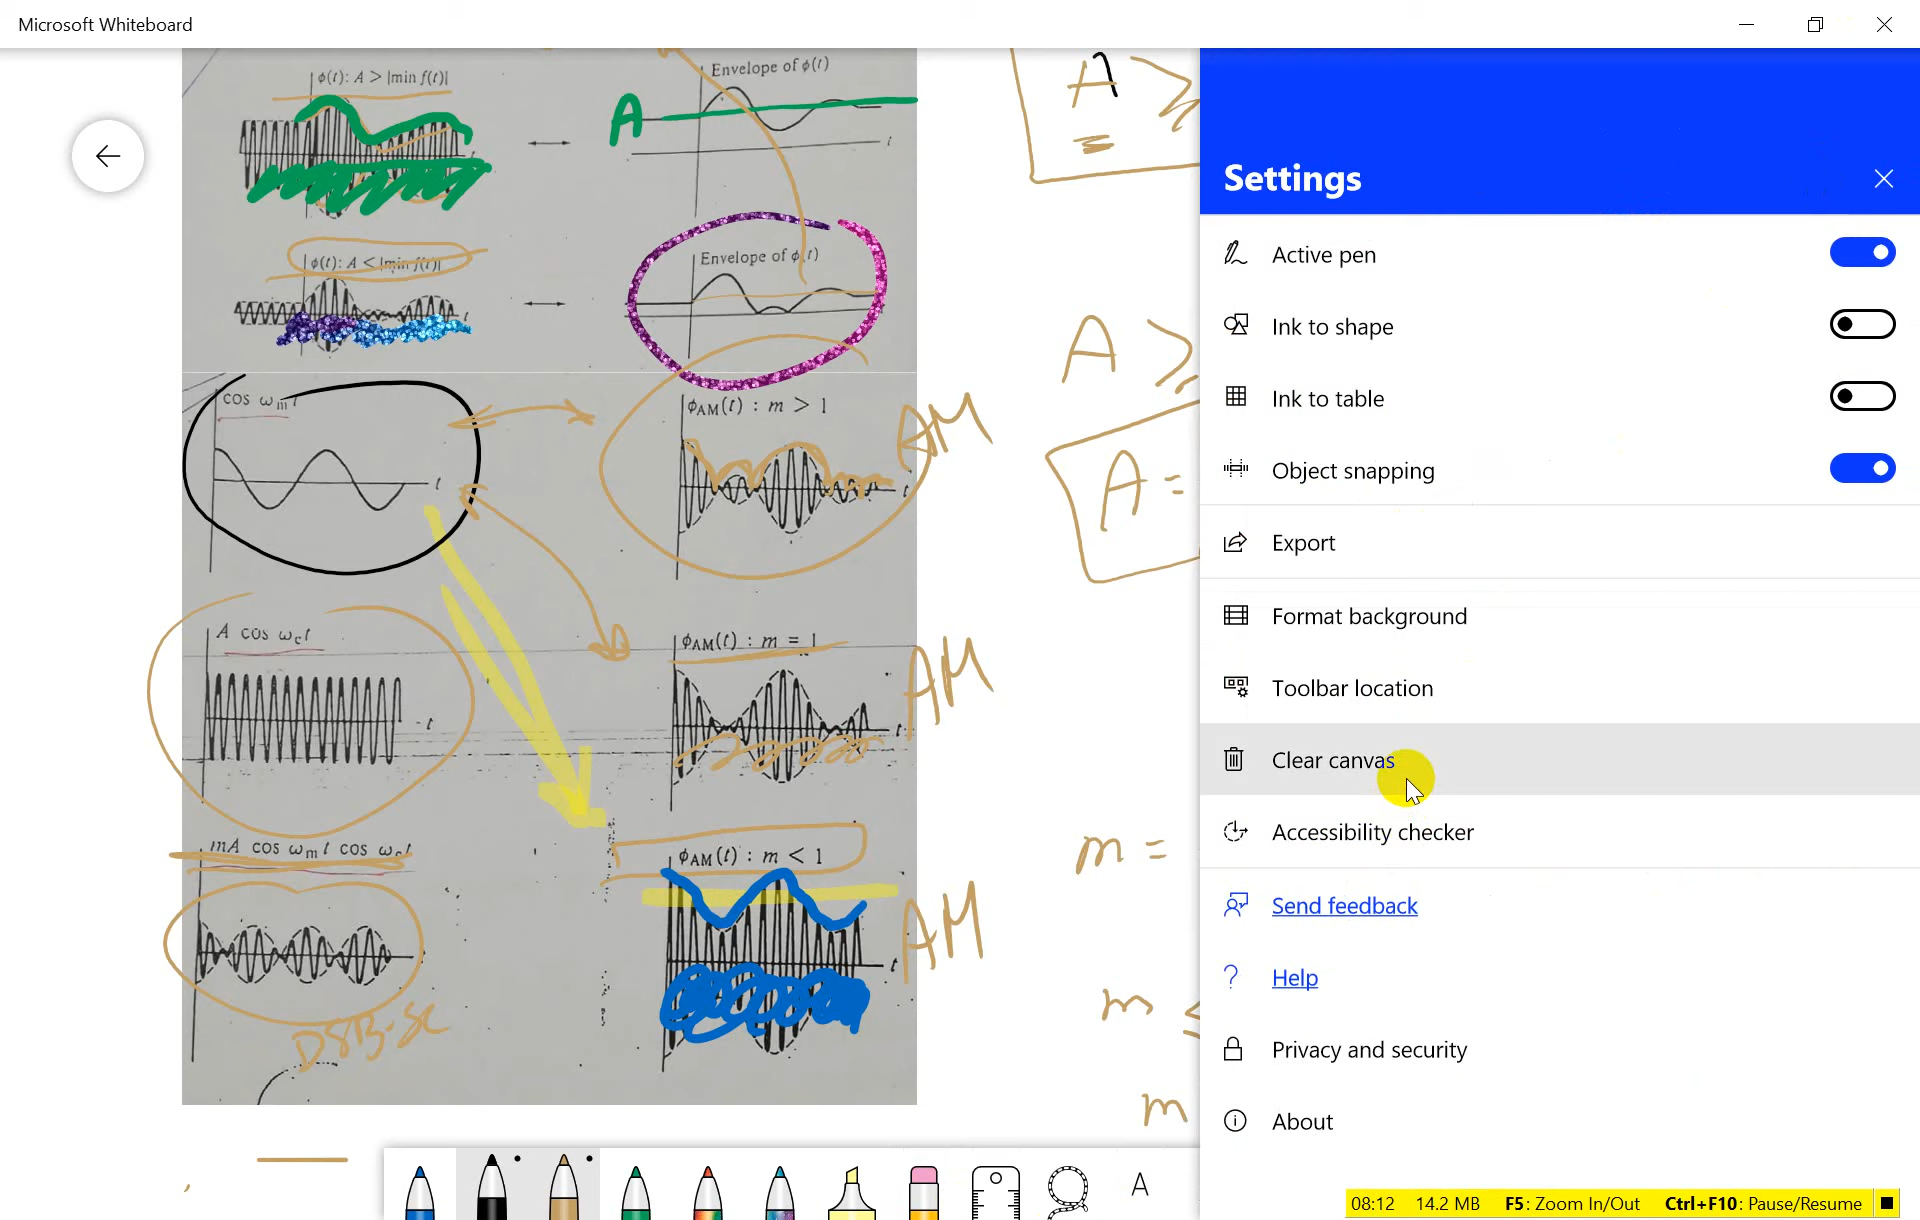 Microsoft Whiteboard
ϕ(t): A > |min f(t)|
t
A
Envelope of ϕ(t)
t
ϕ(t): A < |min f(t)|
t
Envelope of ϕ(t)
cos ωₘt
t
ϕAM(t) : m > 1
t
AM
A cos ω꜀t
t
ϕAM(t) : m = 1
t
AM
mA cos ωₘt cos ω꜀t
DSB-SC
ϕAM(t) : m < 1
t
AM
A >
A >
A =
m =
m ≤
m
Settings
Active pen
Ink to shape
Ink to table
Object snapping
Export
Format background
Toolbar location
Clear canvas
Accessibility checker
Send feedback
Help
Privacy and security
About
A
08:12 14.2 MB F5: Zoom In/Out Ctrl+F10: Pause/Resume